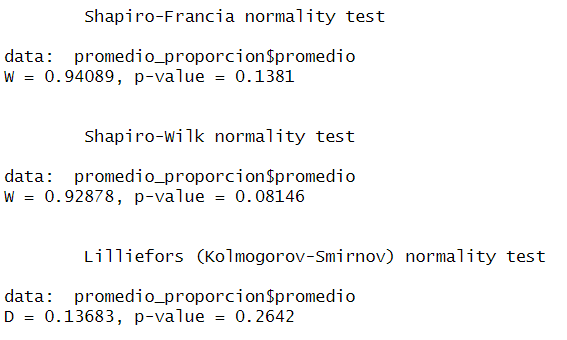 Shapiro-Francia normality test
data:  promedio_proporcion$promedio
W = 0.94089, p-value = 0.1381
Shapiro-Wilk normality test
data:  promedio_proporcion$promedio
W = 0.92878, p-value = 0.08146
Lilliefors (Kolmogorov-Smirnov) normality test
data:  promedio_proporcion$promedio
D = 0.13683, p-value = 0.2642